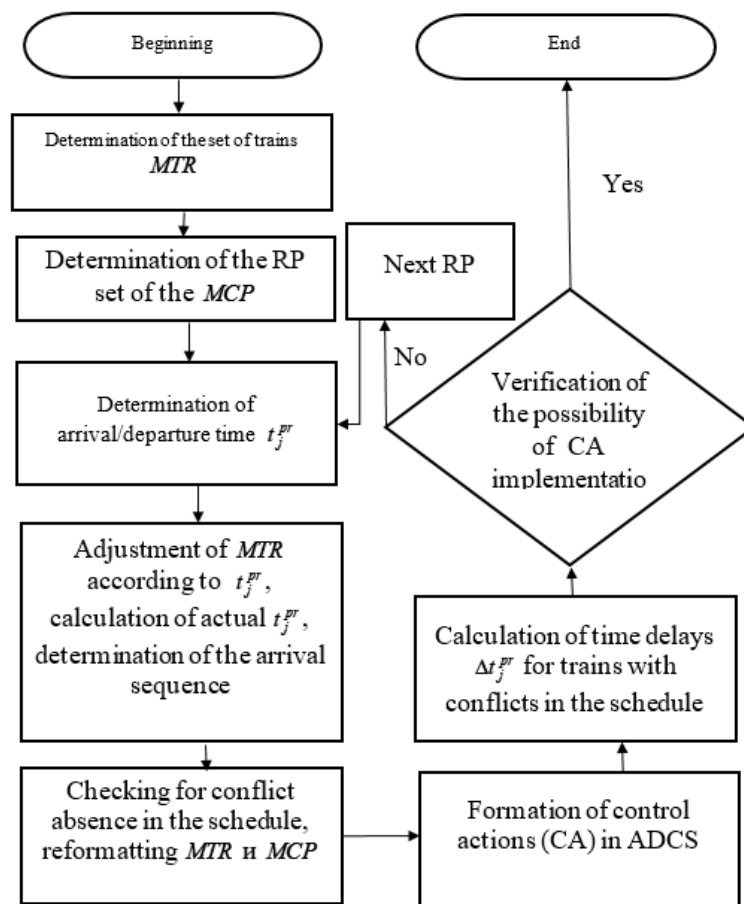 Beginning
Determination of the set of trains
MTR
Determination of the RP
set of the MCP
Determination of
arrival/departure time t_j^pr
Adjustment of MTR
according to t_j^pr,
calculation of actual t_j^pr,
determination of the arrival
sequence
Checking for conflict
absence in the schedule,
reformatting MTR и MCP
Formation of control
actions (CA) in ADCS
Calculation of time delays
Δt_j^pr for trains with
conflicts in the schedule
Verification of
the possibility
of CA
implementatio
No
Next RP
Yes
End